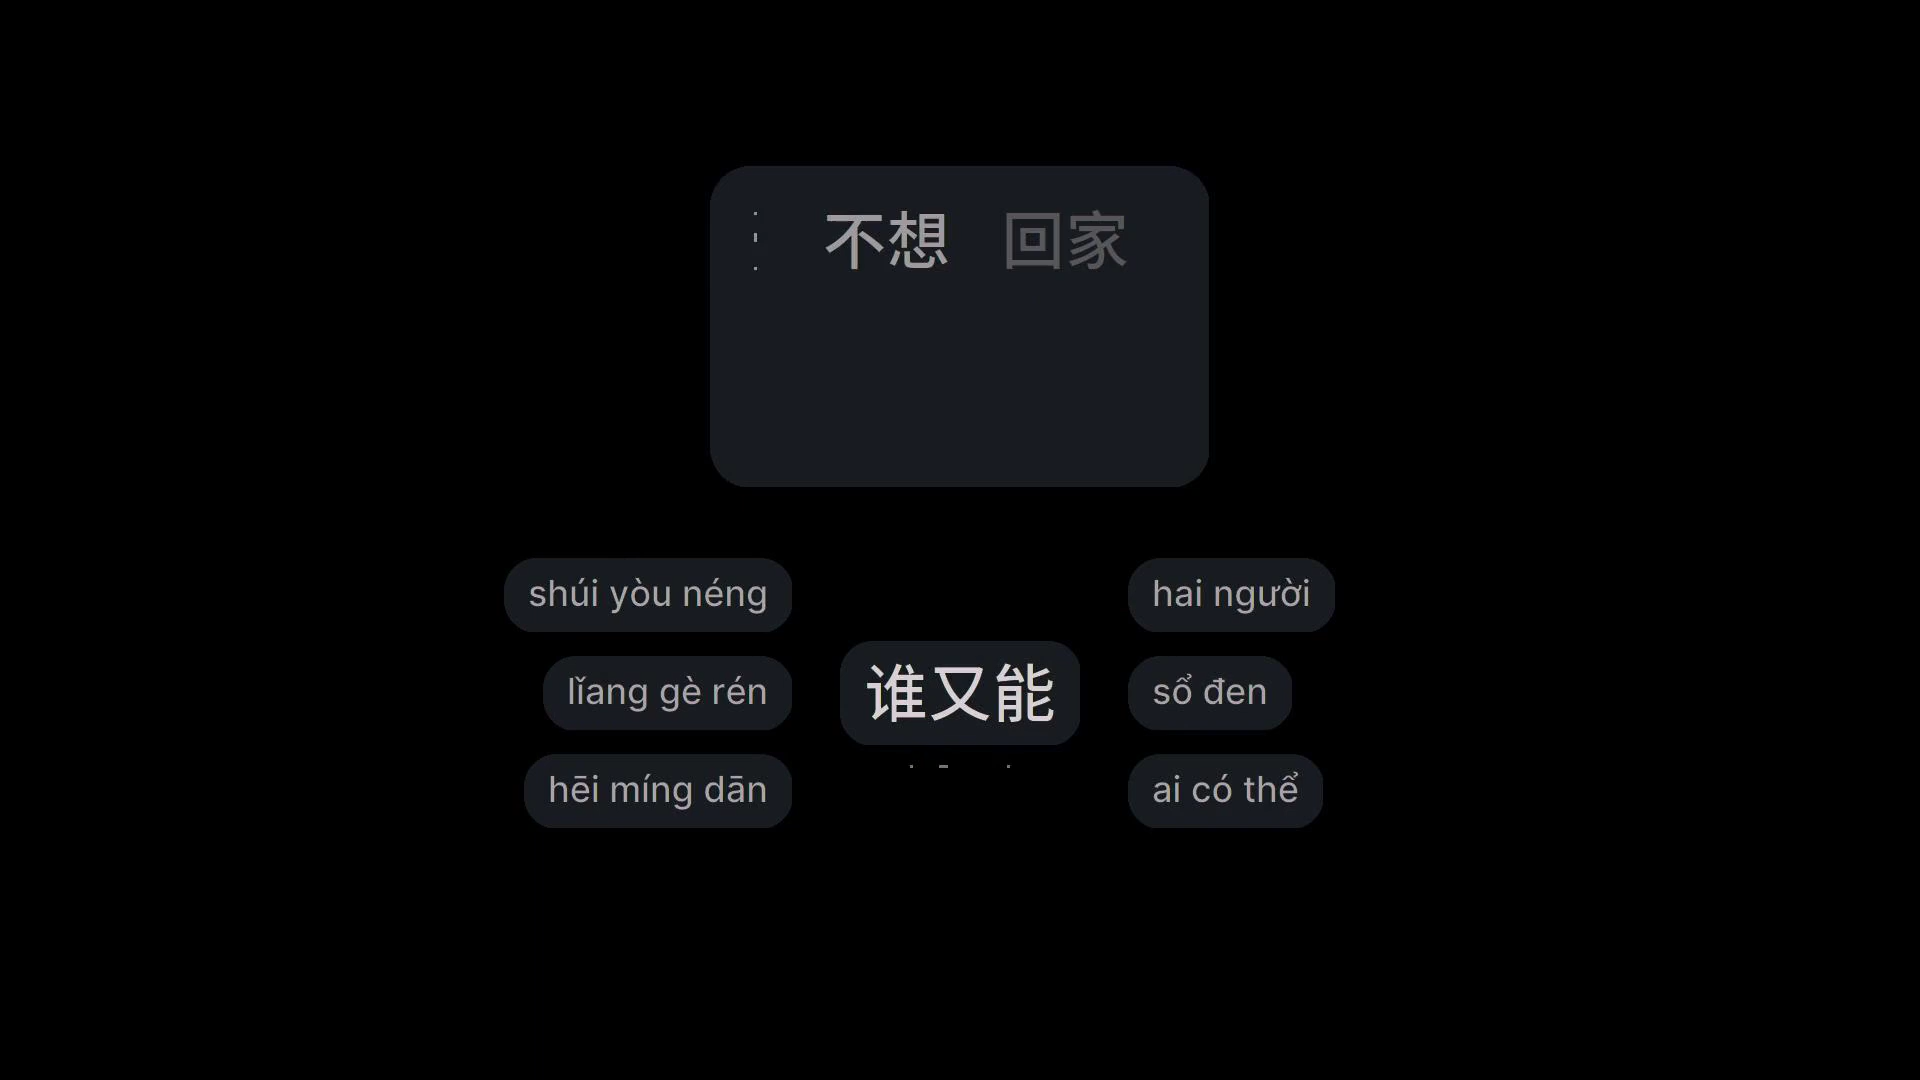 不想 回家
shúi yòu néng
lǐang gè rén
hēi míng dān
谁又能
hai người
sổ đen
ai có thể